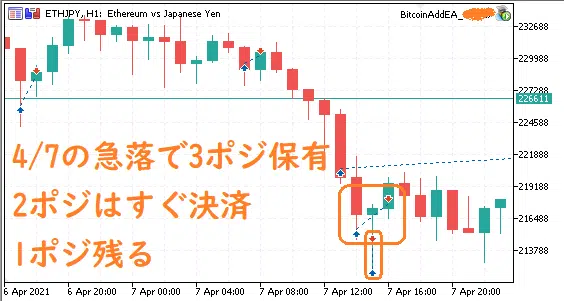 ETHJPY, H1: Ethereum vs Japanese Yen
BitcoinAddEA_
232688
229988
227288
226611
4/7の急落で3ポジ保有
224588
221888
2ポジはすぐ決済
219188
216488
1ポジ残る
213788
6 Apr 2021
6 Apr 20:00
7 Apr 00:00
7 Apr 04:00
7 Apr 08:00
7 Apr 12:00
7 Apr 16:00
7 Apr 20:00